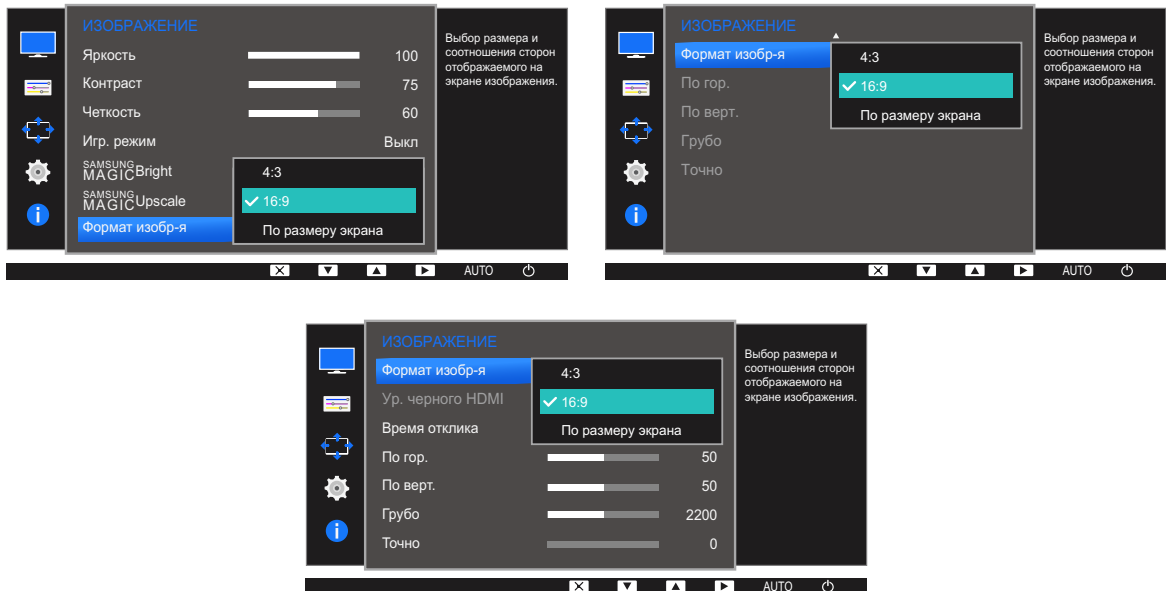 ИЗОБРАЖЕНИЕ
Яркость 100
Контраст 75
Четкость 60
Игр. режим Выкл
SAMSUNG MAGIC Bright
SAMSUNG MAGIC Upscale
Формат изобр-я
4:3
16:9
По размеру экрана
Выбор размера и
соотношения сторон
отображаемого на
экране изображения.
AUTO
ИЗОБРАЖЕНИЕ
Формат изобр-я
По гор.
По верт.
Грубо
Точно
4:3
16:9
По размеру экрана
Выбор размера и
соотношения сторон
отображаемого на
экране изображения.
AUTO
ИЗОБРАЖЕНИЕ
Формат изобр-я
Ур. черного HDMI
Время отклика
4:3
16:9
По размеру экрана
По гор. 50
По верт. 50
Грубо 2200
Точно 0
Выбор размера и
соотношения сторон
отображаемого на
экране изображения.
AUTO